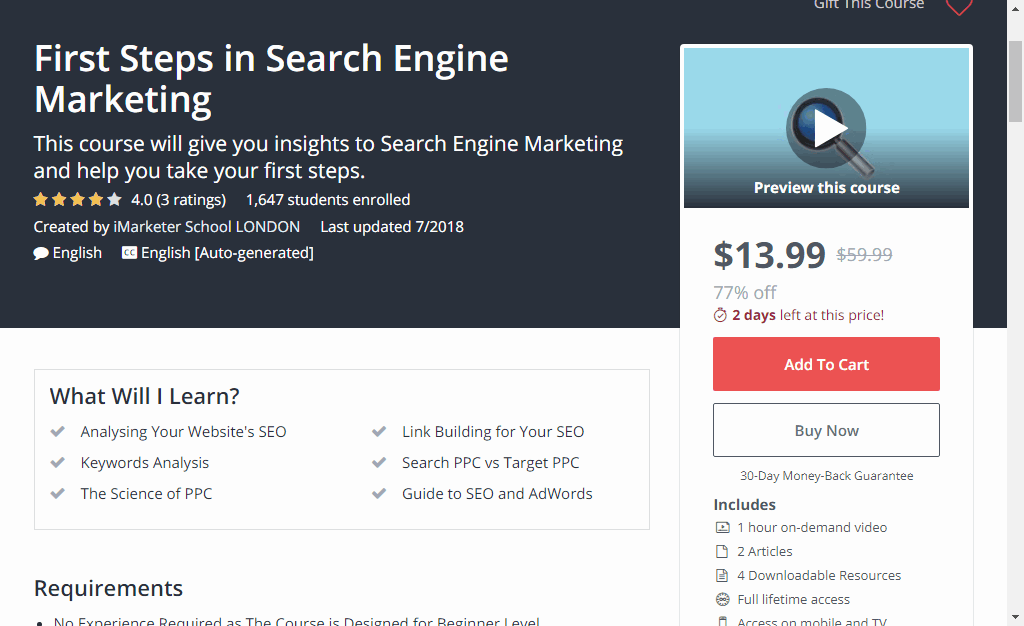 Gift This Course
First Steps in Search Engine
Marketing
This course will give you insights to Search Engine Marketing
and help you take your first steps.
4.0 (3 ratings) 1,647 students enrolled
Created by iMarketer School LONDON Last updated 7/2018
English CC English [Auto-generated]
Preview this course
$13.99 $59.99
77% off
2 days left at this price!
Add To Cart
Buy Now
30-Day Money-Back Guarantee
Includes
1 hour on-demand video
2 Articles
4 Downloadable Resources
Full lifetime access
Access on mobile and TV
What Will I Learn?
Analysing Your Website's SEO
Link Building for Your SEO
Keywords Analysis
Search PPC vs Target PPC
The Science of PPC
Guide to SEO and AdWords
Requirements
No Experience Required as The Course is Designed for Beginner Level